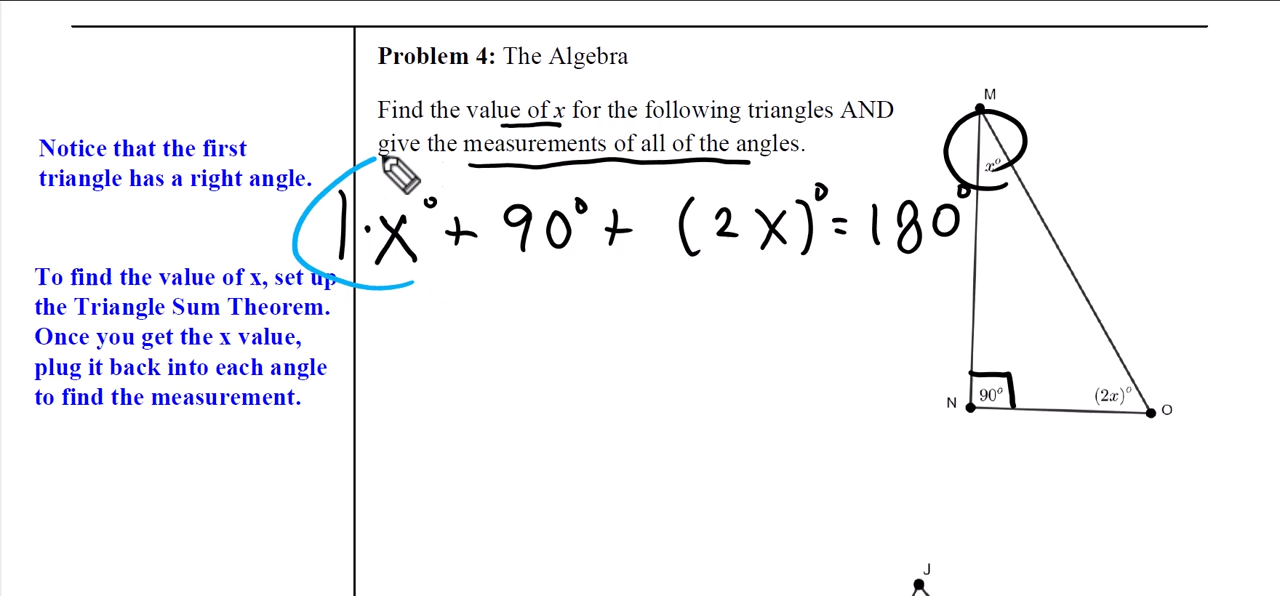 Problem 4: The Algebra
Find the value of x for the following triangles AND
give the measurements of all of the angles.
Notice that the first
triangle has a right angle.
To find the value of x, set up
the Triangle Sum Theorem.
Once you get the x value,
plug it back into each angle
to find the measurement.
1·x° + 90° + (2x)° = 180°
M
x°
N
90°
(2x)°
O
J